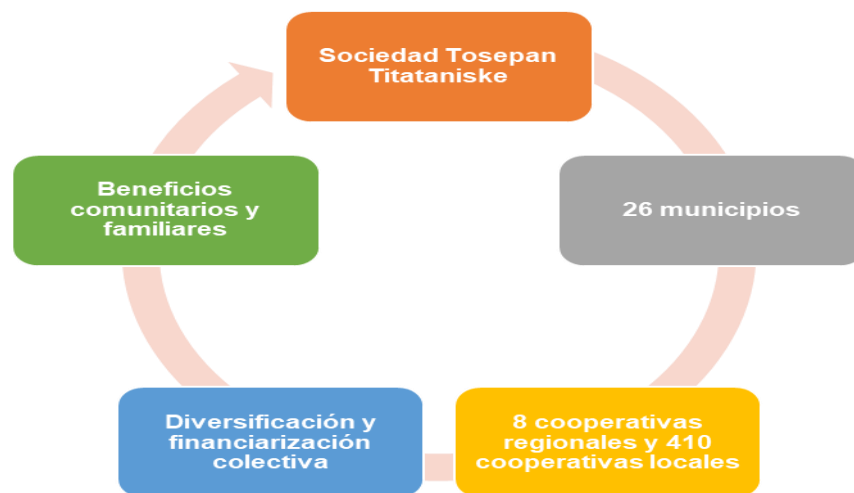 Sociedad Tosepan
Titataniske
26 municipios
8 cooperativas
regionales y 410
cooperativas locales
Diversificación y
financiarización
colectiva
Beneficios
comunitarios y
familiares